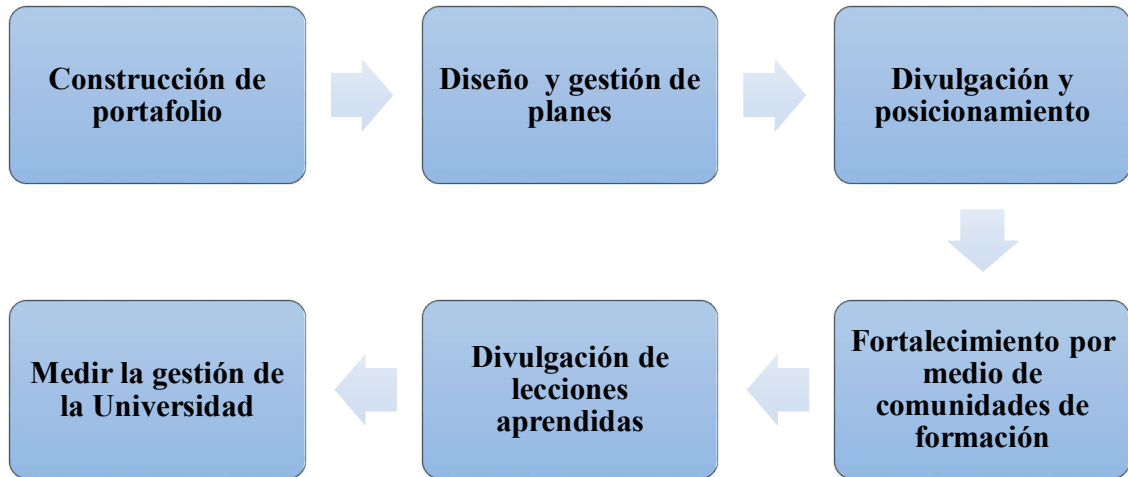 Construcción de
portafolio
Diseño y gestión de
planes
Divulgación y
posicionamiento
Fortalecimiento por
medio de
comunidades de
formación
Divulgación de
lecciones
aprendidas
Medir la gestión de
la Universidad